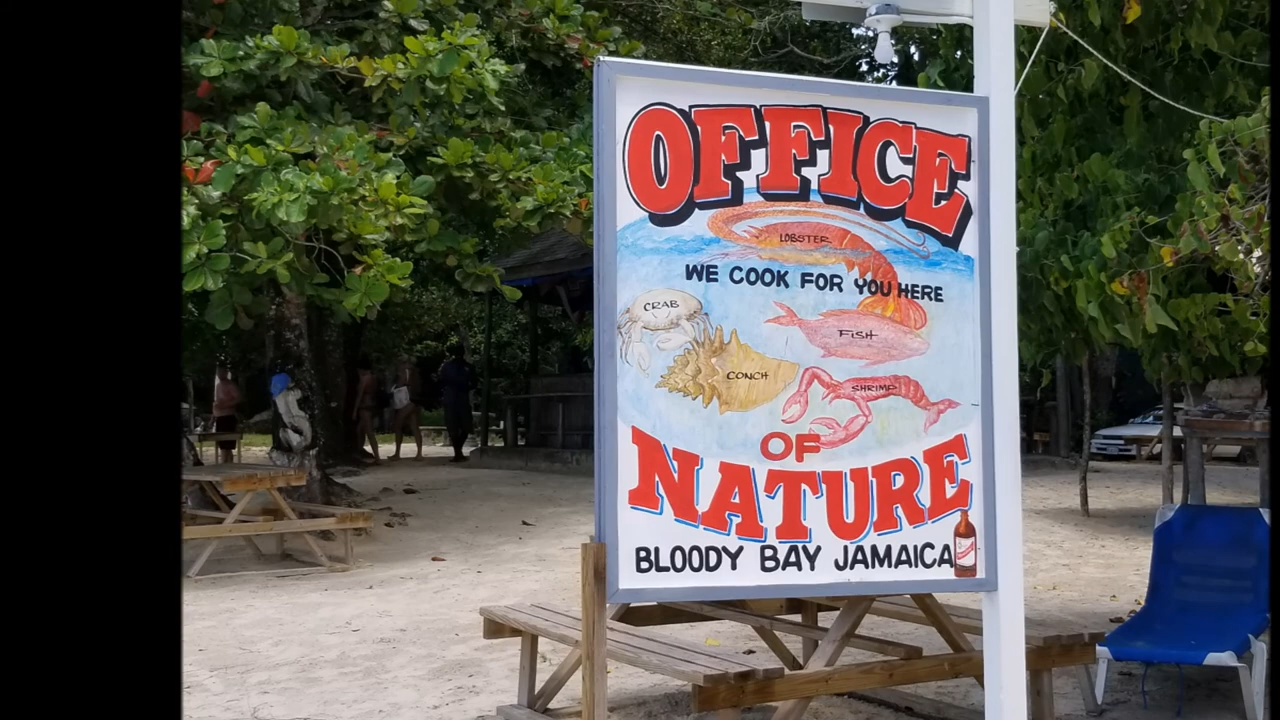 OFFICE
LOBSTER
WE COOK FOR YOU HERE
CRAB
FISH
CONCH
SHRIMP
OF
NATURE
BLOODY BAY JAMAICA